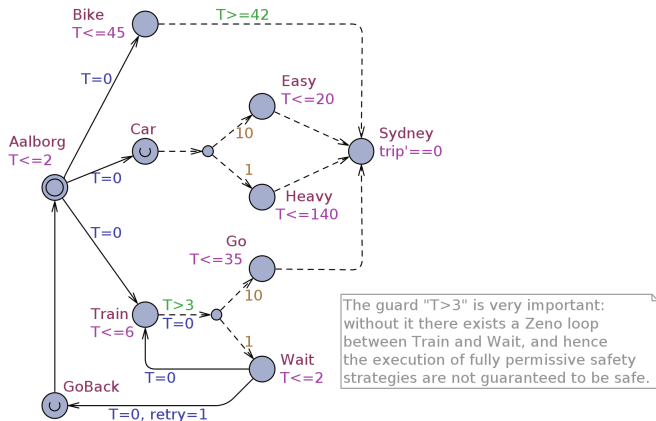 Bike
T<=45
T>=42
T=0
Easy
T<=20
Aalborg
T<=2
Car
10
Sydney
trip'==0
T=0
1
Heavy
T<=140
T=0
Go
T<=35
Train
T<=6
T>3
T=0
10
1
The guard "T>3" is very important:
without it there exists a Zeno loop
between Train and Wait, and hence
the execution of fully permissive safety
strategies are not guaranteed to be safe.
Wait
T<=2
T=0
GoBack
T=0, retry=1